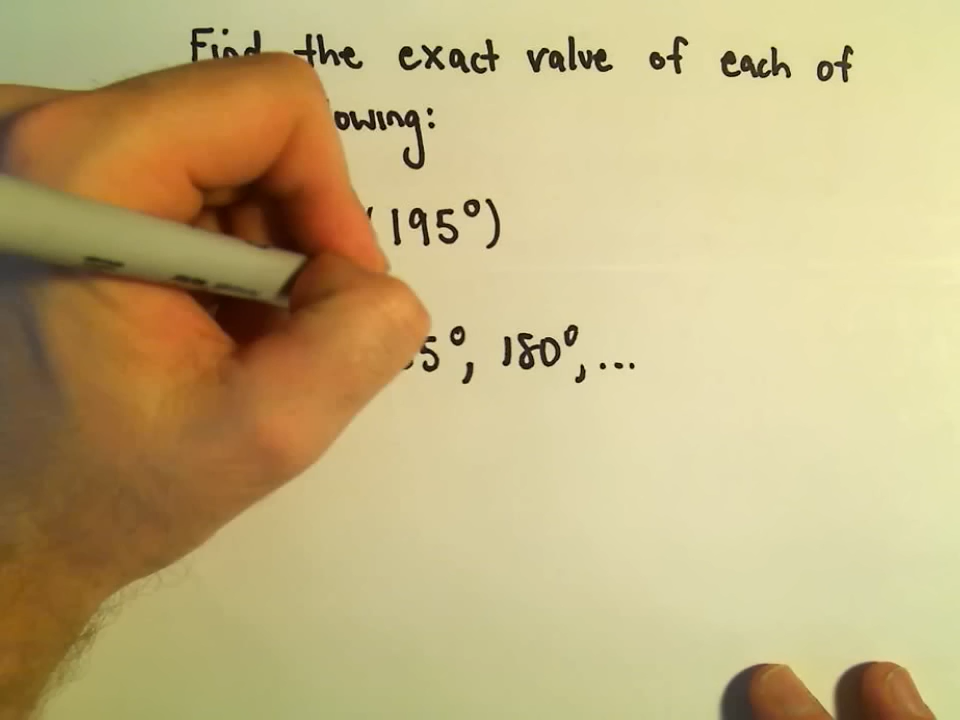 Find the exact value of each of
owing:
(195°)
5°, 180°, ...